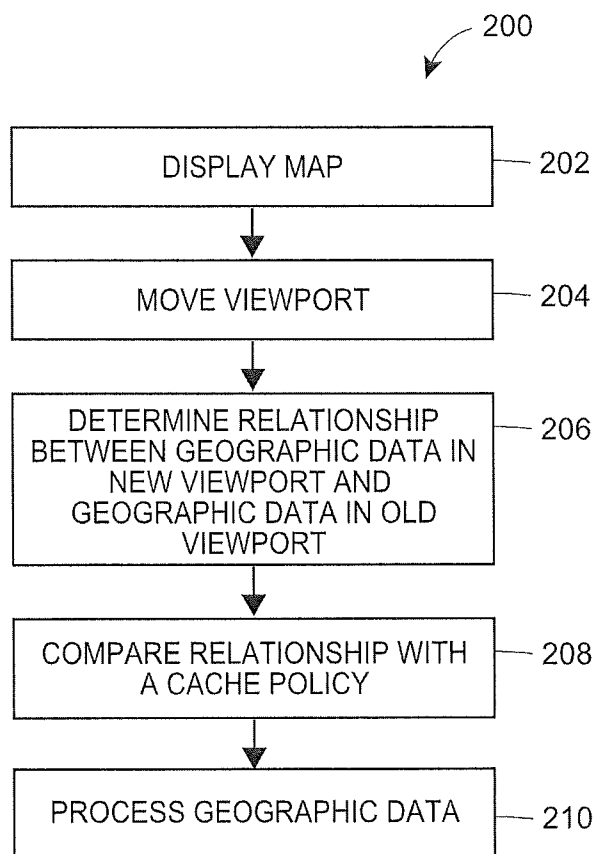 200
DISPLAY MAP
202
MOVE VIEWPORT
204
DETERMINE RELATIONSHIP
BETWEEN GEOGRAPHIC DATA IN
NEW VIEWPORT AND
GEOGRAPHIC DATA IN OLD
VIEWPORT
206
COMPARE RELATIONSHIP WITH
A CACHE POLICY
208
PROCESS GEOGRAPHIC DATA
210